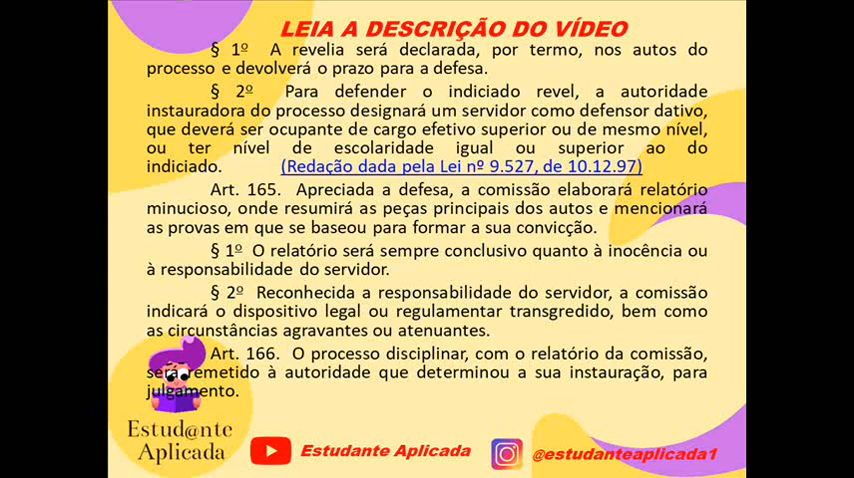 LEIA A DESCRIÇÃO DO VÍDEO
§ 1º A revelia será declarada, por termo, nos autos do
processo e devolverá o prazo para a defesa.
§ 2º Para defender o indiciado revel, a autoridade
instauradora do processo designará um servidor como defensor dativo,
que deverá ser ocupante de cargo efetivo superior ou de mesmo nível,
ou ter nível de escolaridade igual ou superior ao do
indiciado. (Redação dada pela Lei nº 9.527, de 10.12.97)
Art. 165. Apreciada a defesa, a comissão elaborará relatório
minucioso, onde resumirá as peças principais dos autos e mencionará
as provas em que se baseou para formar a sua convicção.
§ 1º O relatório será sempre conclusivo quanto à inocência ou
à responsabilidade do servidor.
§ 2º Reconhecida a responsabilidade do servidor, a comissão
indicará o dispositivo legal ou regulamentar transgredido, bem como
as circunstâncias agravantes ou atenuantes.
Art. 166. O processo disciplinar, com o relatório da comissão,
será remetido à autoridade que determinou a sua instauração, para
julgamento.
Estud@nte
Aplicada
Estudante Aplicada
@estudanteaplicada1